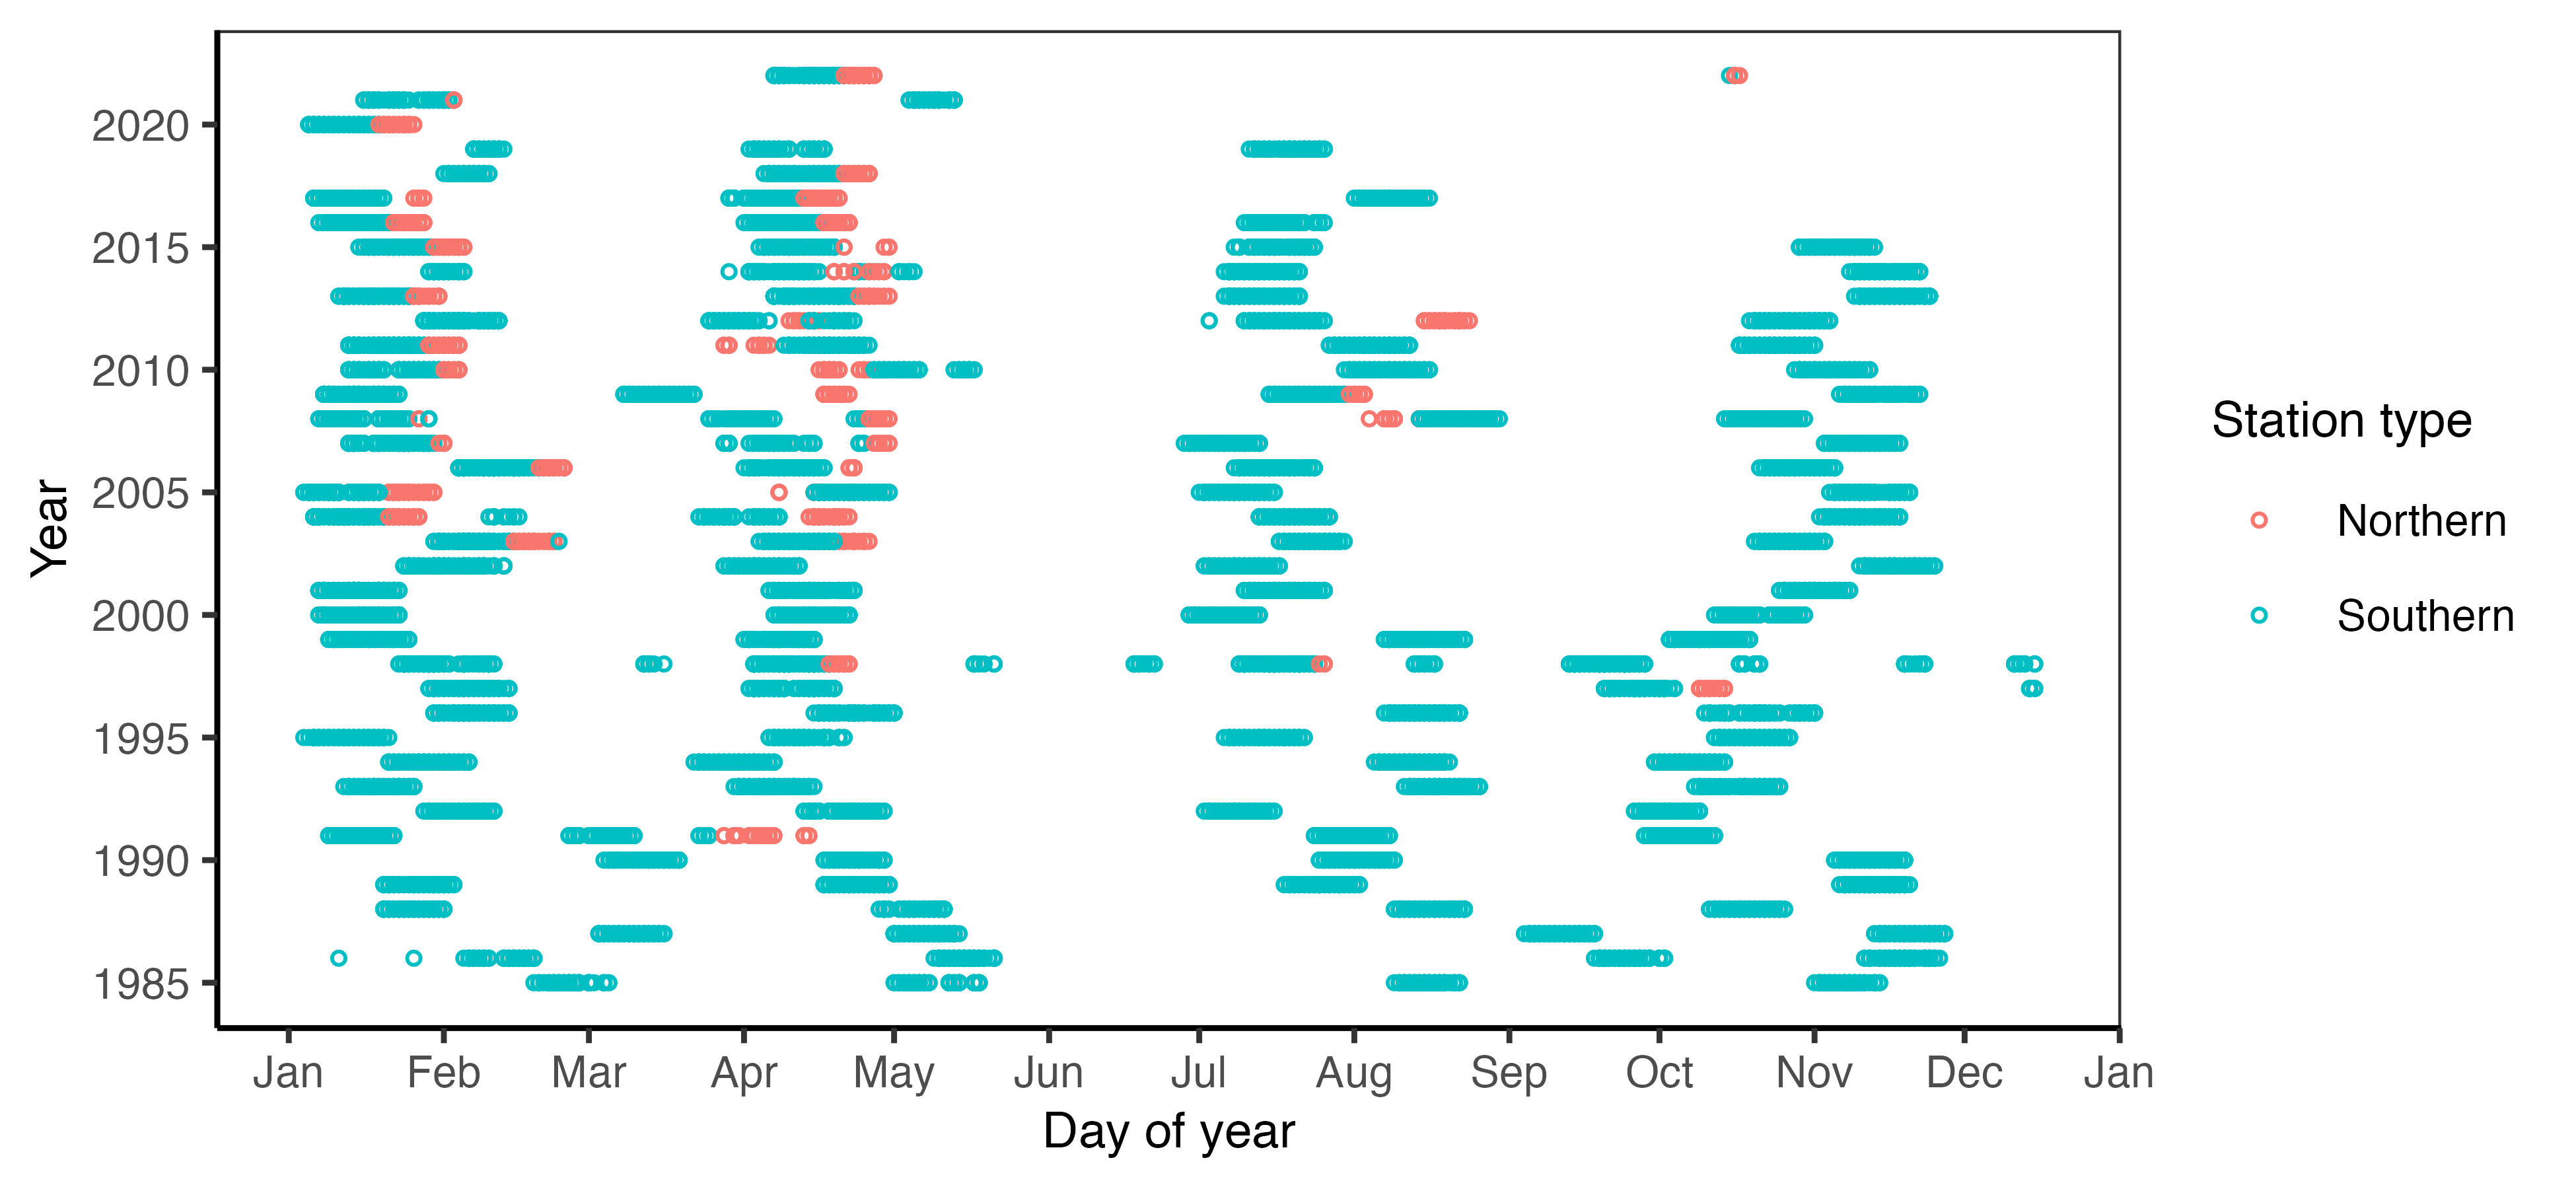 2020
2015
2010
2005
2000
1995
1990
1985
Year
Jan Feb Mar Apr May Jun Jul Aug Sep Oct Nov Dec Jan
Day of year
Station type
Northern
Southern